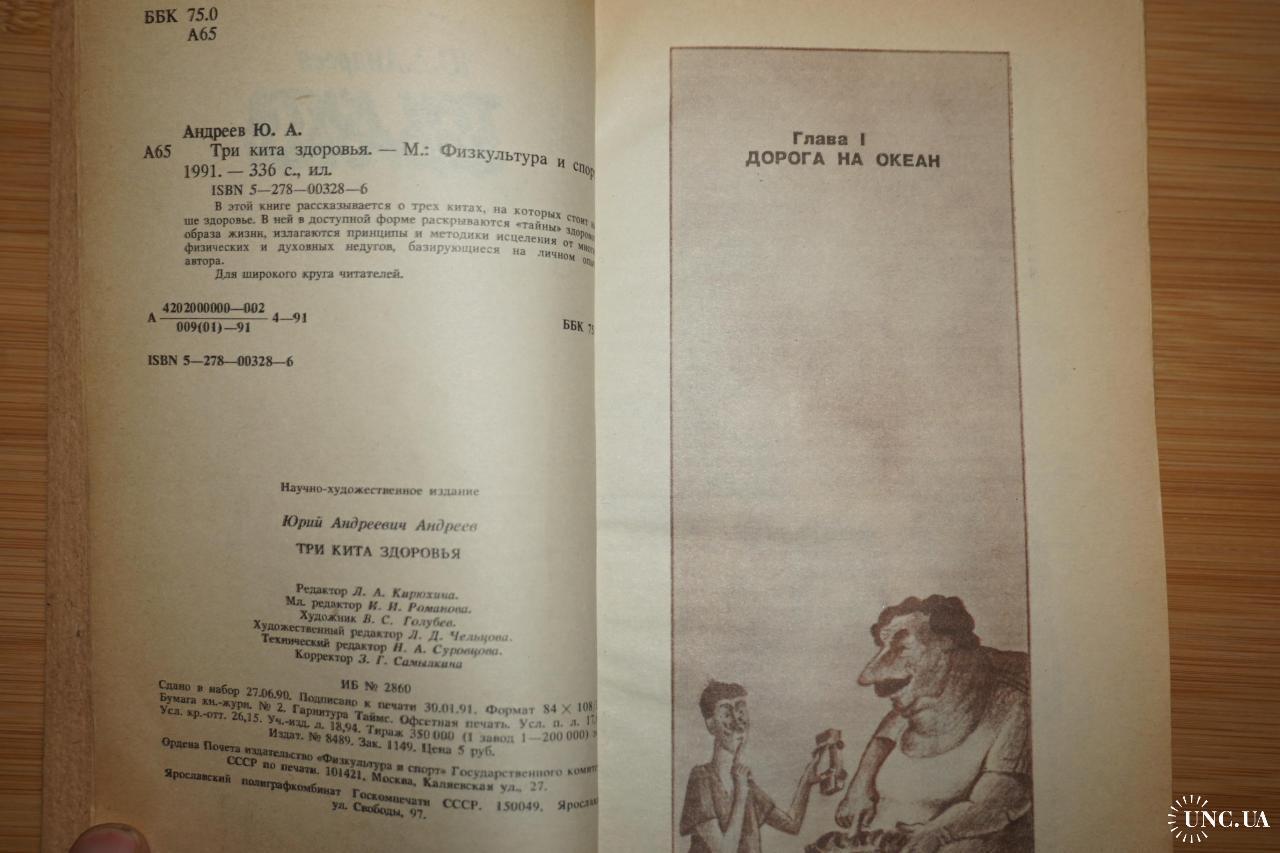 ББК 75.0
А65
Андреев Ю. А.
А65 Три кита здоровья. — М.: Физкультура и спор
1991. — 336 с., ил.
ISBN 5—278—00328—6
В этой книге рассказывается о трех китах, на которых стоит
ше здоровье. В ней в доступной форме раскрываются «тайны» здоро
образа жизни, излагаются принципы и методики исцеления от мног
физических и духовных недугов, базирующиеся на личном опы
автора.
Для широкого круга читателей.
А 4202000000—002 4—91
009(01)—91
ББК 75
ISBN 5—278—00328—6
Научно-художественное издание
Юрий Андреевич Андреев
ТРИ КИТА ЗДОРОВЬЯ
Редактор Л. А. Кирюхина.
Мл. редактор И. И. Романова.
Художник В. С. Голубев.
Художественный редактор Л. Д. Чельцова.
Технический редактор Н. А. Суровцова.
Корректор З. Г. Самылкина
ИБ № 2860
Сдано в набор 27.06.90. Подписано к печати 30.01.91. Формат 84 × 108
Бумага кн.-журн. № 2. Гарнитура Таймс. Офсетная печать. Усл. п. л. 17
Усл. кр.-отт. 26,15. Уч.-изд. л. 18,94. Тираж 350 000 (1 завод 1—200 000)
Издат. № 8489. Зак. 1149. Цена 5 руб.
Ордена Почета издательство «Физкультура и спорт» Государственного комит
СССР по печати. 101421, Москва, Каляевская ул., 27.
Ярославский полиграфкомбинат Госкомпечати СССР. 150049, Ярослав
ул. Свободы, 97.
Глава I
ДОРОГА НА ОКЕАН
UNC.UA